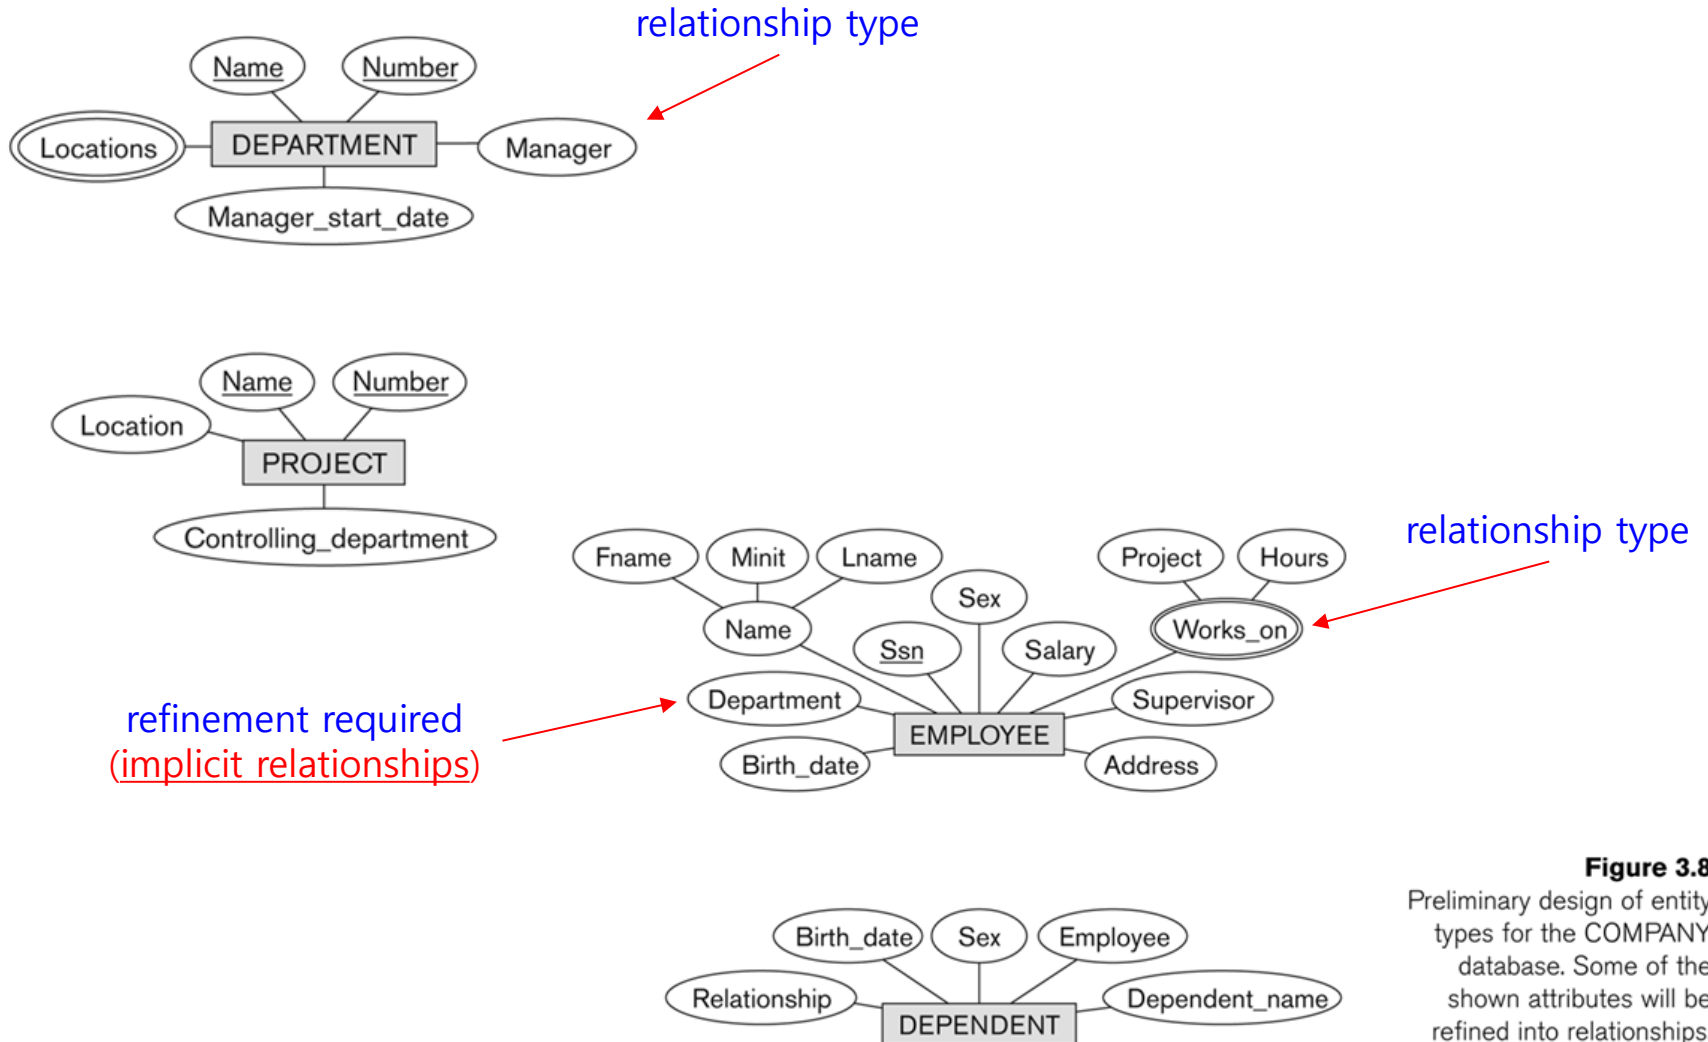 relationship type
Name
Number
Locations
DEPARTMENT
Manager
Manager_start_date
Name
Number
Location
PROJECT
Controlling_department
relationship type
Fname
Minit
Lname
Project
Hours
Sex
Name
Works_on
Ssn
Salary
Department
Supervisor
refinement required
(implicit relationships)
EMPLOYEE
Birth_date
Address
Figure 3.8
Preliminary design of entity
types for the COMPANY
database. Some of the
shown attributes will be
refined into relationships
Birth_date
Sex
Employee
Relationship
Dependent_name
DEPENDENT